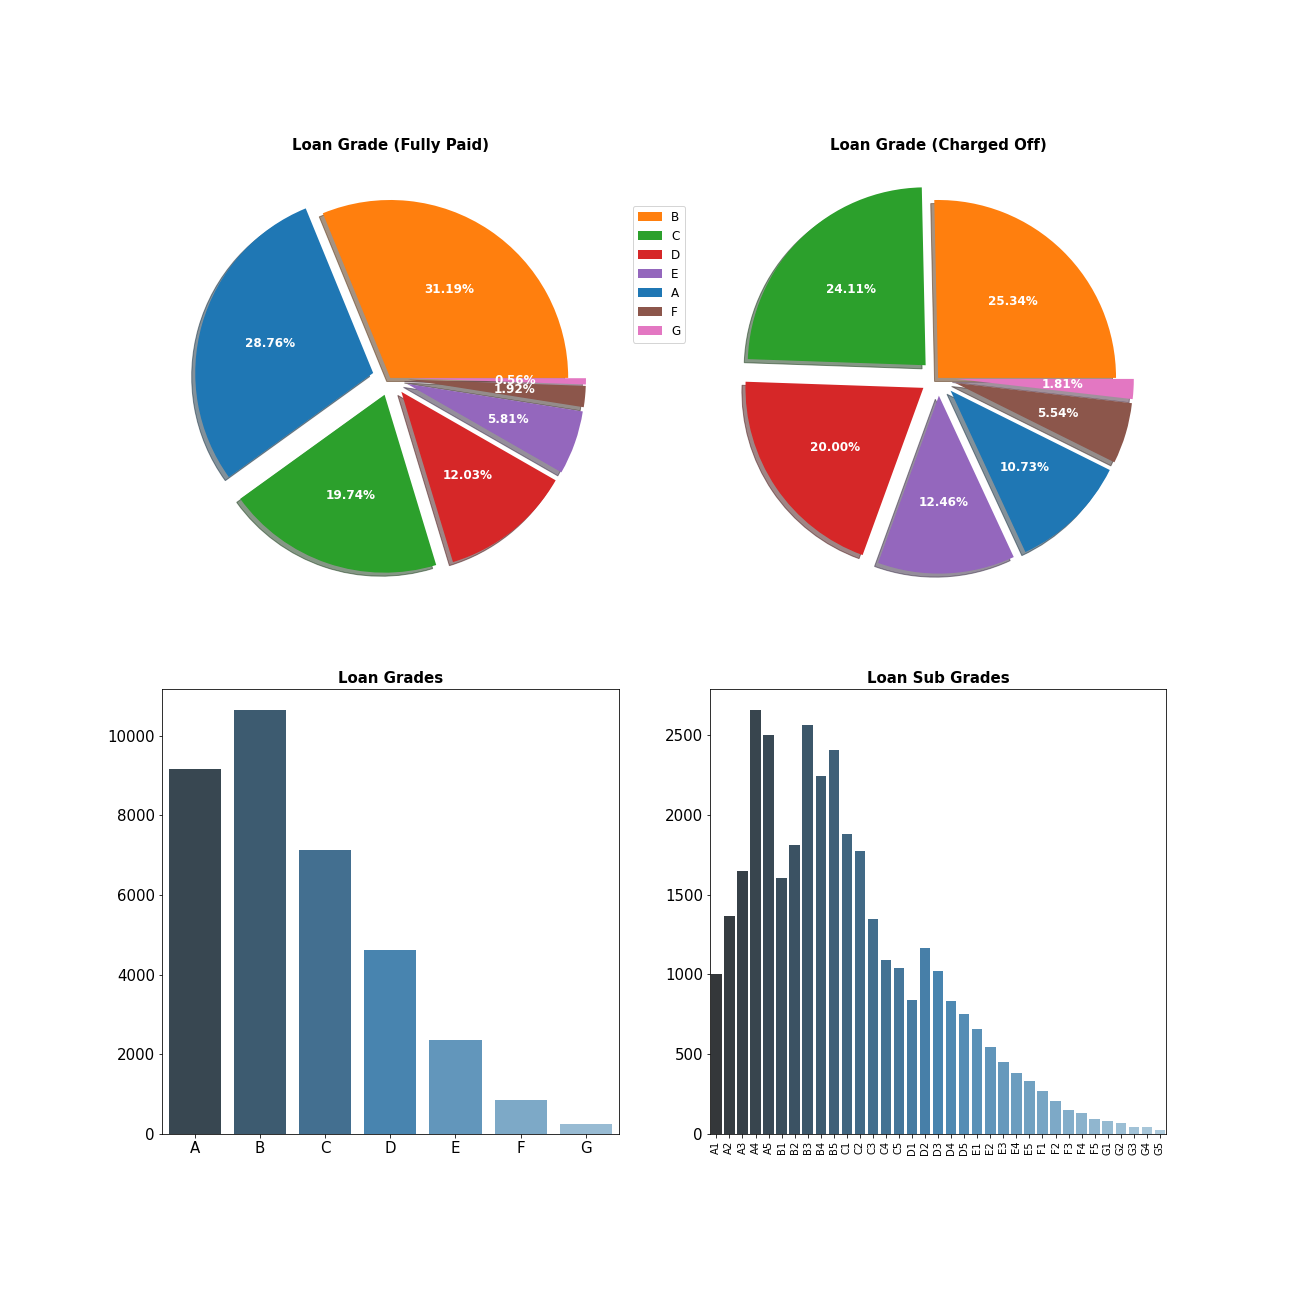 Loan Grade (Fully Paid)
31.19%
28.76%
19.74%
12.03%
5.81%
1.92%
0.56%
B
C
D
E
A
F
G
Loan Grade (Charged Off)
25.34%
24.11%
20.00%
12.46%
10.73%
5.54%
1.81%
Loan Grades
10000
8000
6000
4000
2000
0
A B C D E F G
Loan Sub Grades
2500
2000
1500
1000
500
0
A1 A2 A3 A4 A5 B1 B2 B3 B4 B5 C1 C2 C3 C4 C5 D1 D2 D3 D4 D5 E1 E2 E3 E4 E5 F1 F2 F3 F4 F5 G1 G2 G3 G4 G5